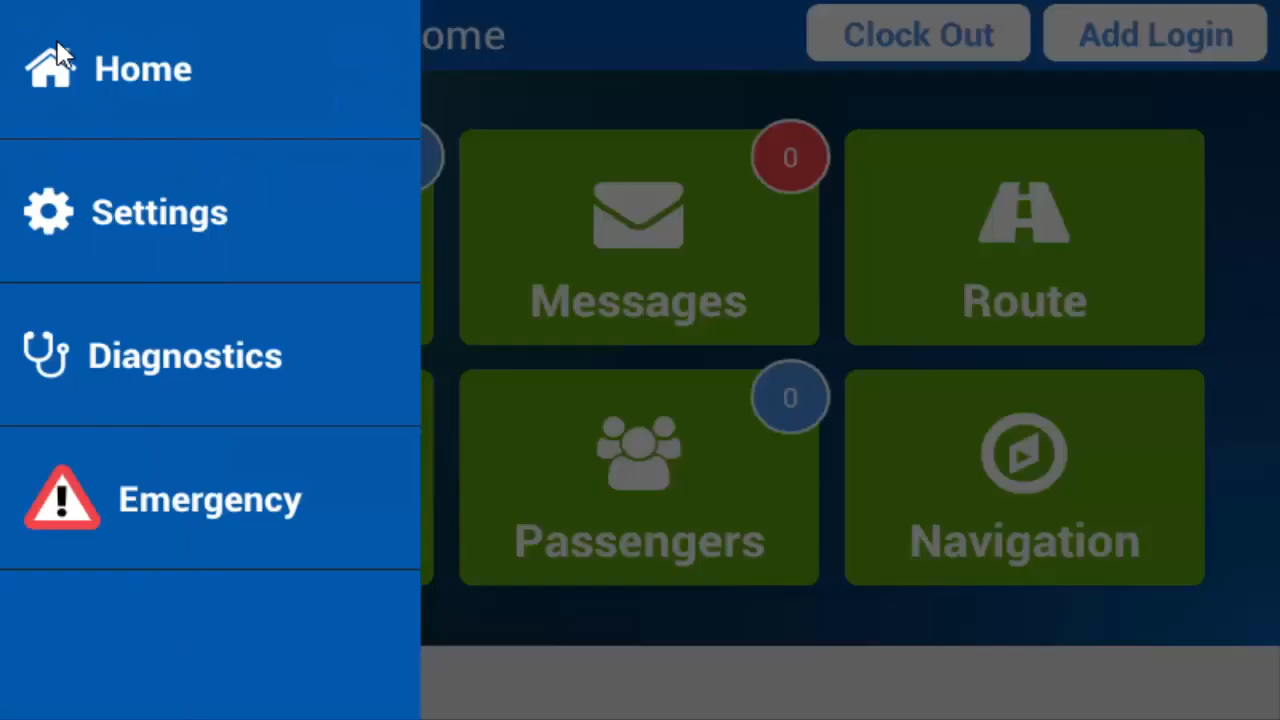 Home
Settings
Diagnostics
Emergency
ome
Clock Out
Add Login
0
Messages
Route
0
Passengers
Navigation